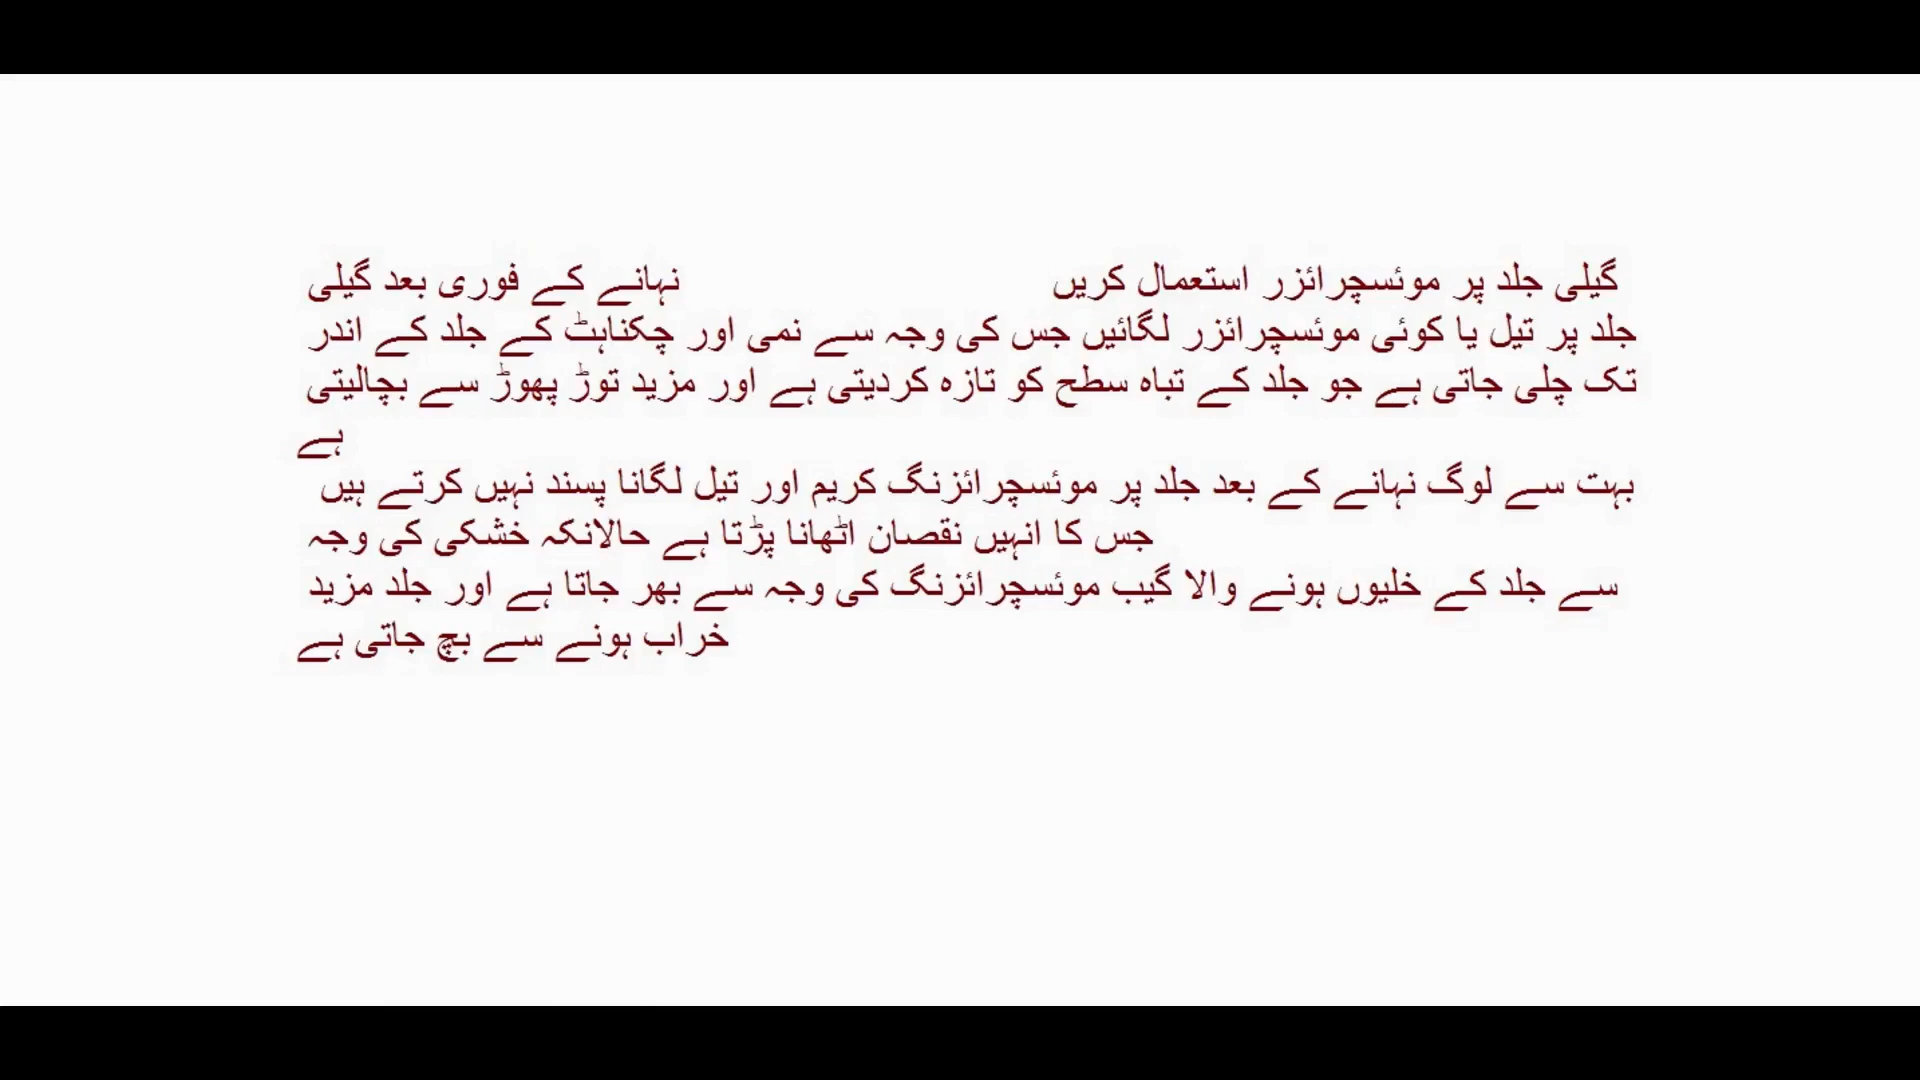 گیلی جلد پر موئسچرائزر استعمال کریں نہانے کے فوری بعد گیلی
جلد پر تیل یا کوئی موئسچرائزر لگائیں جس کی وجہ سے نمی اور چکناہٹ کے جلد کے اندر
تک چلی جاتی ہے جو جلد کے تباہ سطح کو تازہ کردیتی ہے اور مزید توڑ پھوڑ سے بچالیتی
ہے
بہت سے لوگ نہانے کے بعد جلد پر موئسچرائزنگ کریم اور تیل لگانا پسند نہیں کرتے ہیں
جس کا انہیں نقصان اٹھانا پڑتا ہے حالانکہ خشکی کی وجہ
سے جلد کے خلیوں ہونے والا گیب موئسچرائزنگ کی وجہ سے بھر جاتا ہے اور جلد مزید
خراب ہونے سے بچ جاتی ہے